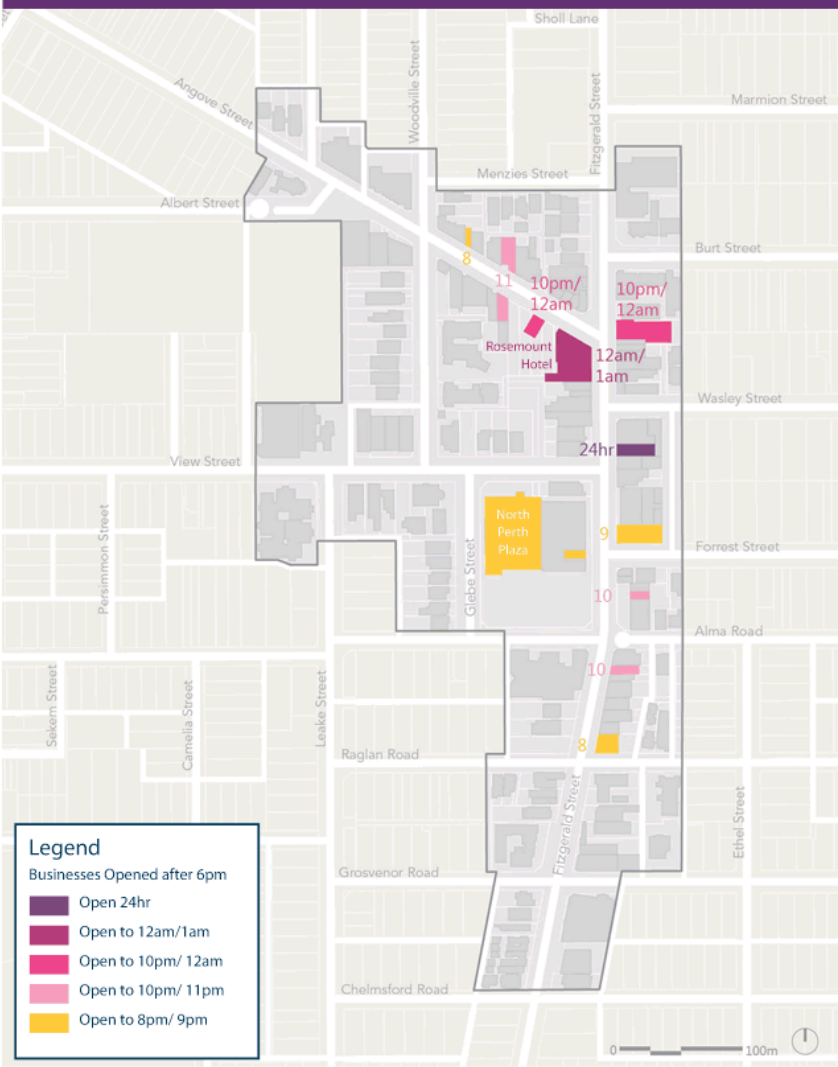 Sholl Lane
Angove Street
Woodville Street
Fitzgerald Street
Marmion Street
Menzies Street
Albert Street
Burt Street
8
11
10pm/
12am
10pm/
12am
Rosemount
Hotel
12am/
1am
Wasley Street
24hr
View Street
North
Perth
Plaza
9
Forrest Street
Persimmon Street
Glebe Street
10
Alma Road
10
Sekem Street
Camelia Street
Leake Street
8
Raglan Road
Fitzgerald Street
Ethel Street
Grosvenor Road
Chelmsford Road
Legend
Businesses Opened after 6pm
Open 24hr
Open to 12am/1am
Open to 10pm/ 12am
Open to 10pm/ 11pm
Open to 8pm/ 9pm
0 100m